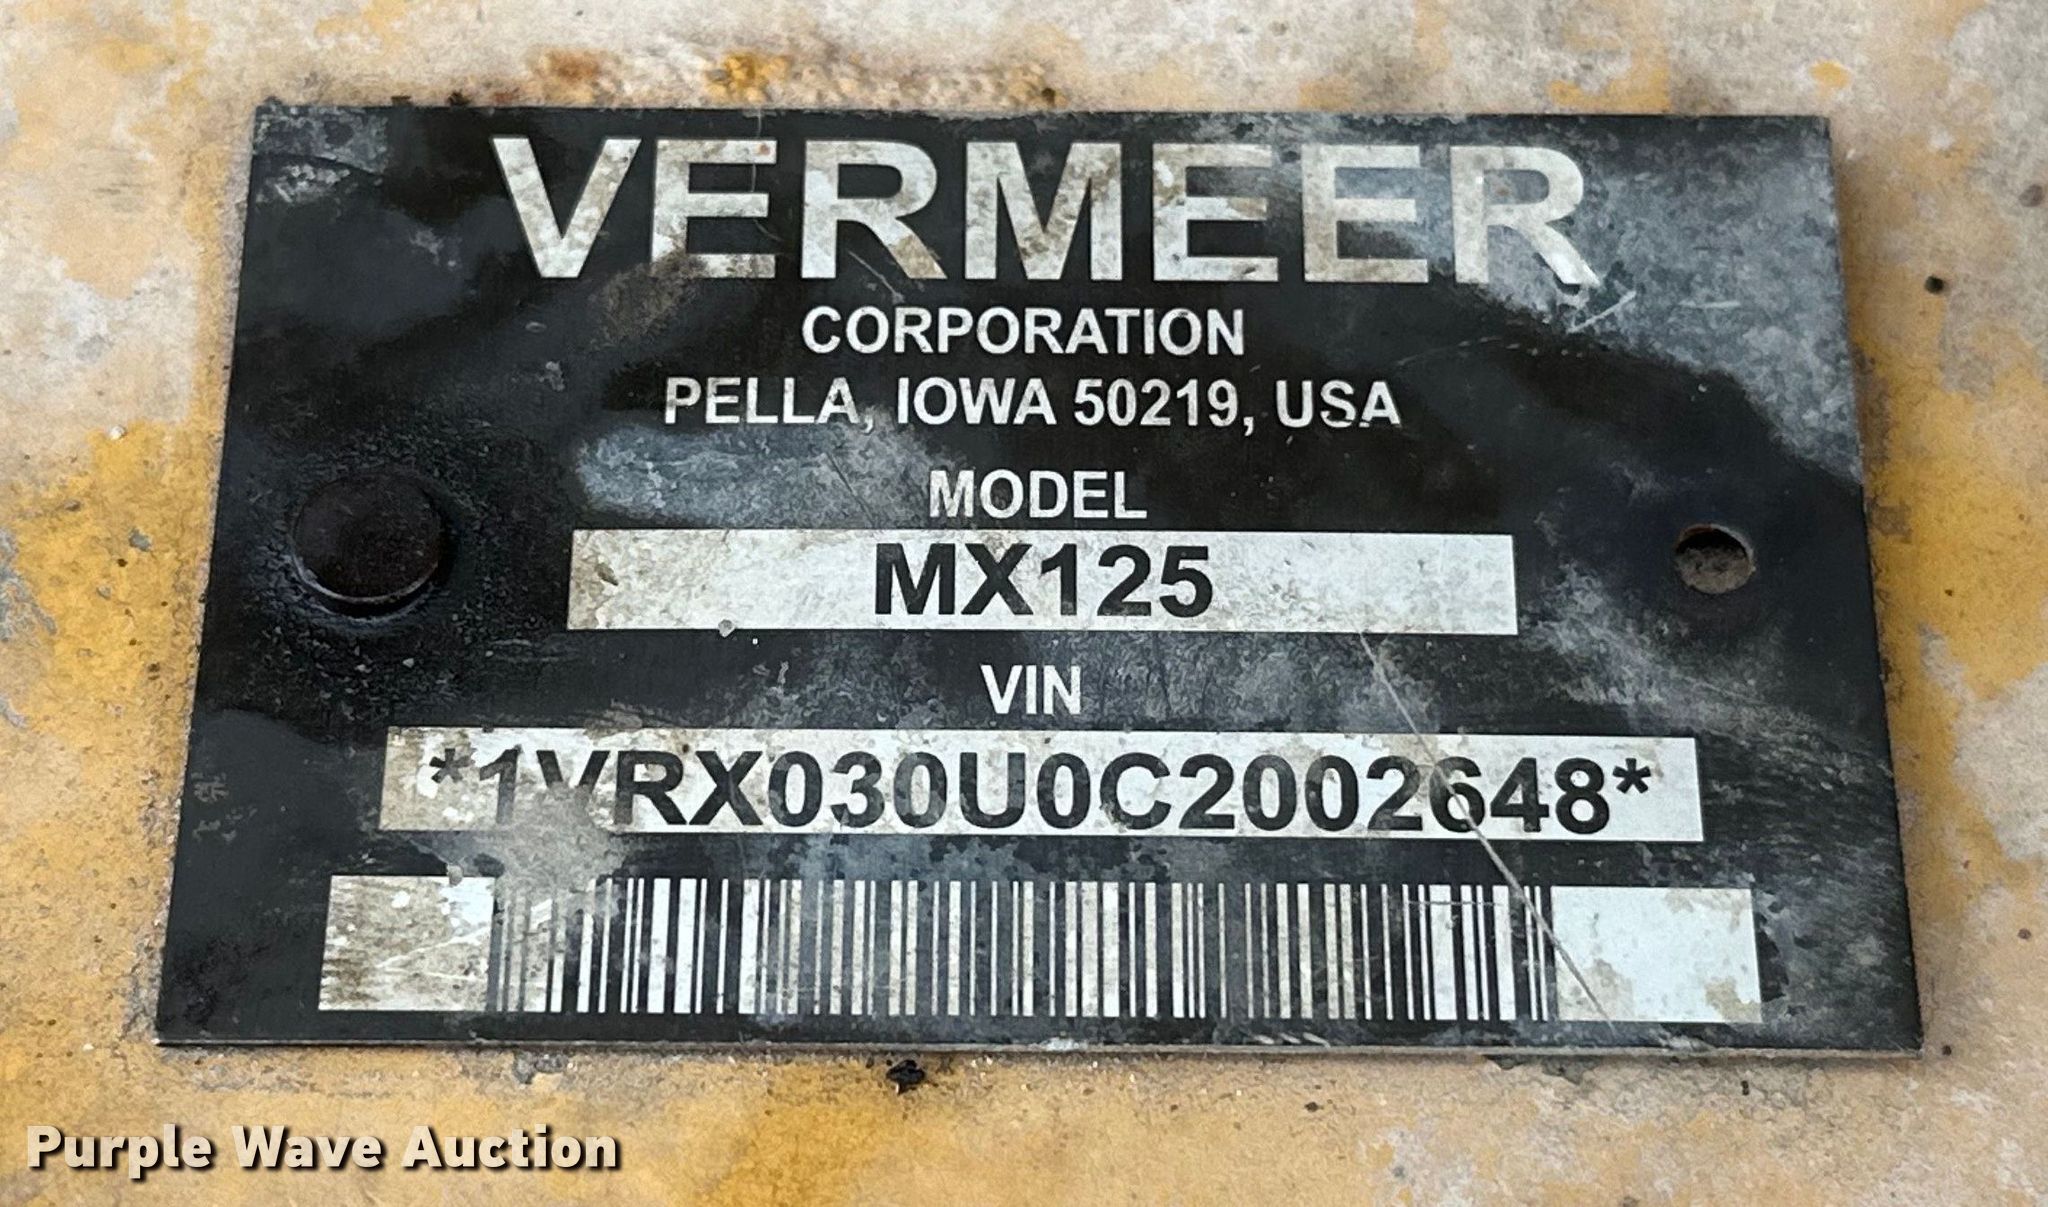 VERMEER
CORPORATION
PELLA, IOWA 50219, USA
MODEL
MX125
VIN
*1VRX030U0C2002648*
Purple Wave Auction